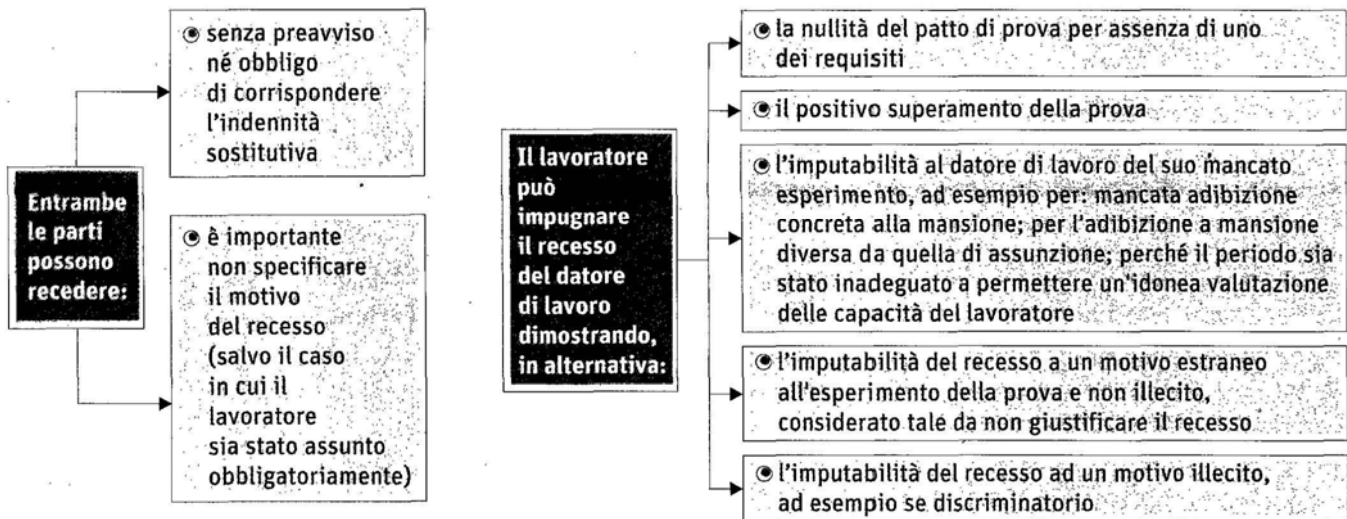 Entrambe
le parti
possono
recedere:
senza preavviso
né obbligo
di corrispondere
l'indennità
sostitutiva
è importante
non specificare
il motivo
del recesso
(salvo il caso
in cui il
lavoratore
sia stato assunto
obbligatoriamente)
Il lavoratore
può
impugnare
il recesso
del datore
di lavoro
dimostrando,
in alternativa:
la nullità del patto di prova per assenza di uno
dei requisiti
il positivo superamento della prova
l'imputabilità al datore di lavoro del suo mancato
esperimento, ad esempio per: mancata adibizione
concreta alla mansione; per l'adibizione a mansione
diversa da quella di assunzione; perché il periodo sia
stato inadeguato a permettere un'idonea valutazione
delle capacità del lavoratore
l'imputabilità del recesso a un motivo estraneo
all'esperimento della prova e non illecito,
considerato tale da non giustificare il recesso
l'imputabilità del recesso ad un motivo illecito,
ad esempio se discriminatorio